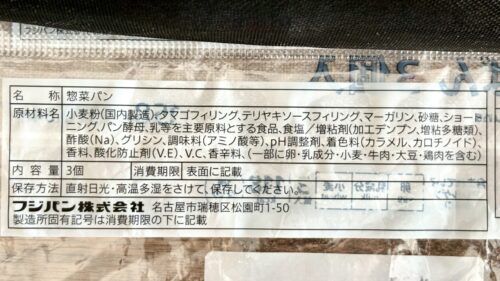 名 称 惣菜パン
原材料名 小麦粉(国内製造)、タマゴフィリング、テリヤキソースフィリング、マーガリン、砂糖、ショー
ニング、パン酵母、乳等を主要原料とする食品、食塩/増粘剤(加工デンプン、増粘多糖類)、
酢酸(Na)、グリシン、調味料(アミノ酸等)、pH調整剤、着色料(カラメル、カロチノイド)、
香料、酸化防止剤(V.E)、V.C、香辛料、(一部に卵・乳成分・小麦・牛肉・大豆・鶏肉を含む)
内 容 量 3個 消費期限 表面に記載
保存方法 直射日光・高温多湿をさけて、保存してください。
フジパン株式会社 名古屋市瑞穂区松園町1-50
製造所固有記号は消費期限の下に記載